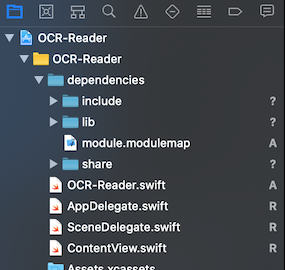 OCR-Reader
OCR-Reader
dependencies
include ?
lib ?
module.modulemap A
share ?
OCR-Reader.swift A
AppDelegate.swift R
SceneDelegate.swift R
ContentView.swift R
Assets.xcassets